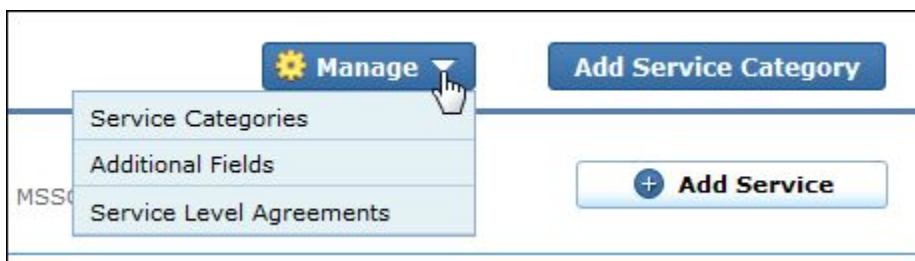 Manage
Add Service Category
Service Categories
Additional Fields
Service Level Agreements
Add Service